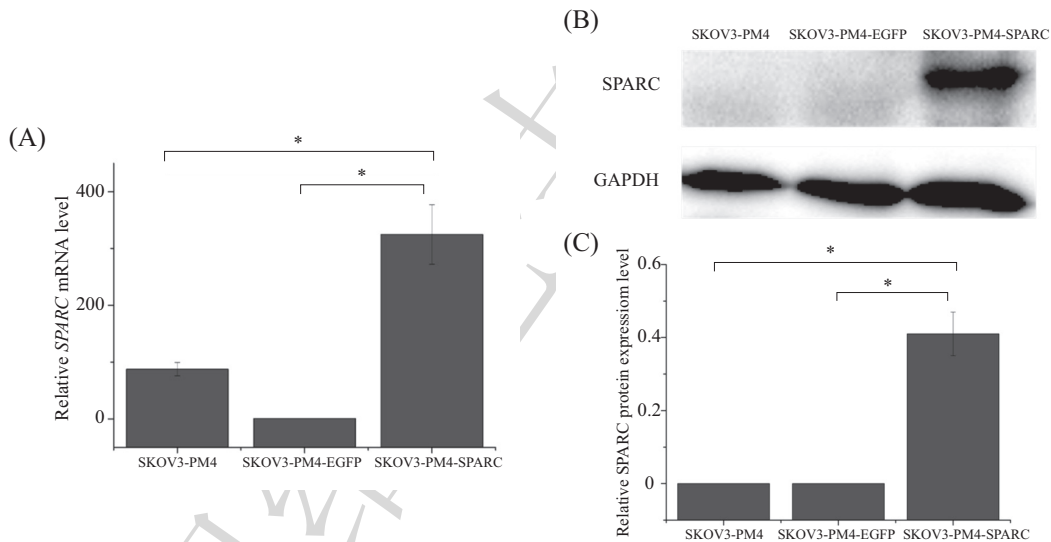 (A)
Relative SPARC mRNA level
400
200
0
*
*
SKOV3-PM4 SKOV3-PM4-EGFP SKOV3-PM4-SPARC
(B)
SKOV3-PM4 SKOV3-PM4-EGFP SKOV3-PM4-SPARC
SPARC
GAPDH
(C)
Relative SPARC protein expressiom level
0.6
0.4
0.2
0
*
*
SKOV3-PM4 SKOV3-PM4-EGFP SKOV3-PM4-SPARC